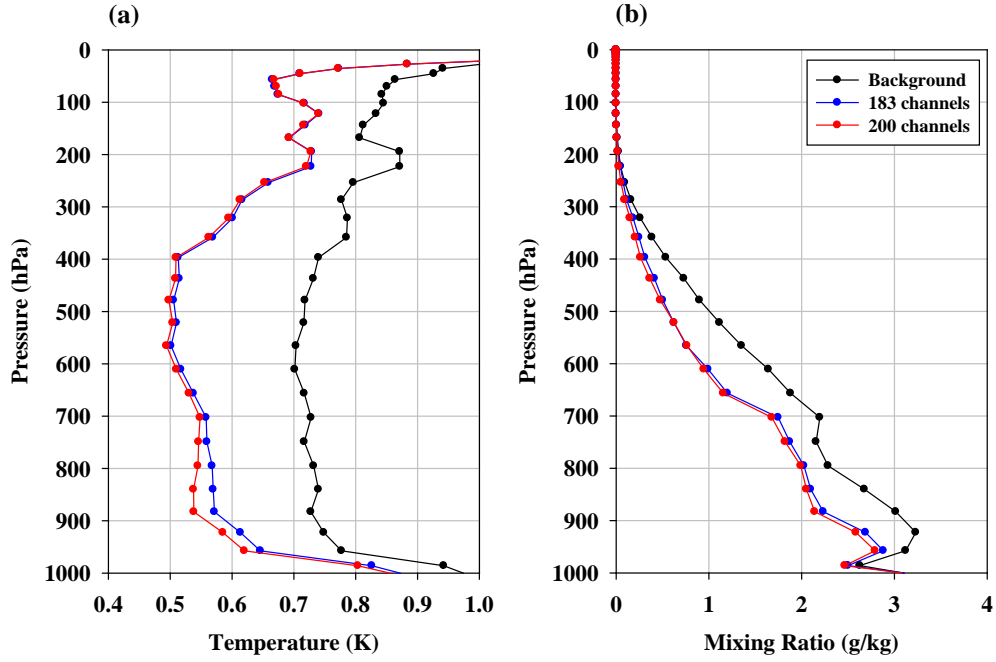 (a)
(b)
0
100
200
300
400
500
600
700
800
900
1000
Pressure (hPa)
0.4 0.5 0.6 0.7 0.8 0.9 1.0
Temperature (K)
0
100
200
300
400
500
600
700
800
900
1000
Pressure (hPa)
0 1 2 3 4
Mixing Ratio (g/kg)
Background
183 channels
200 channels